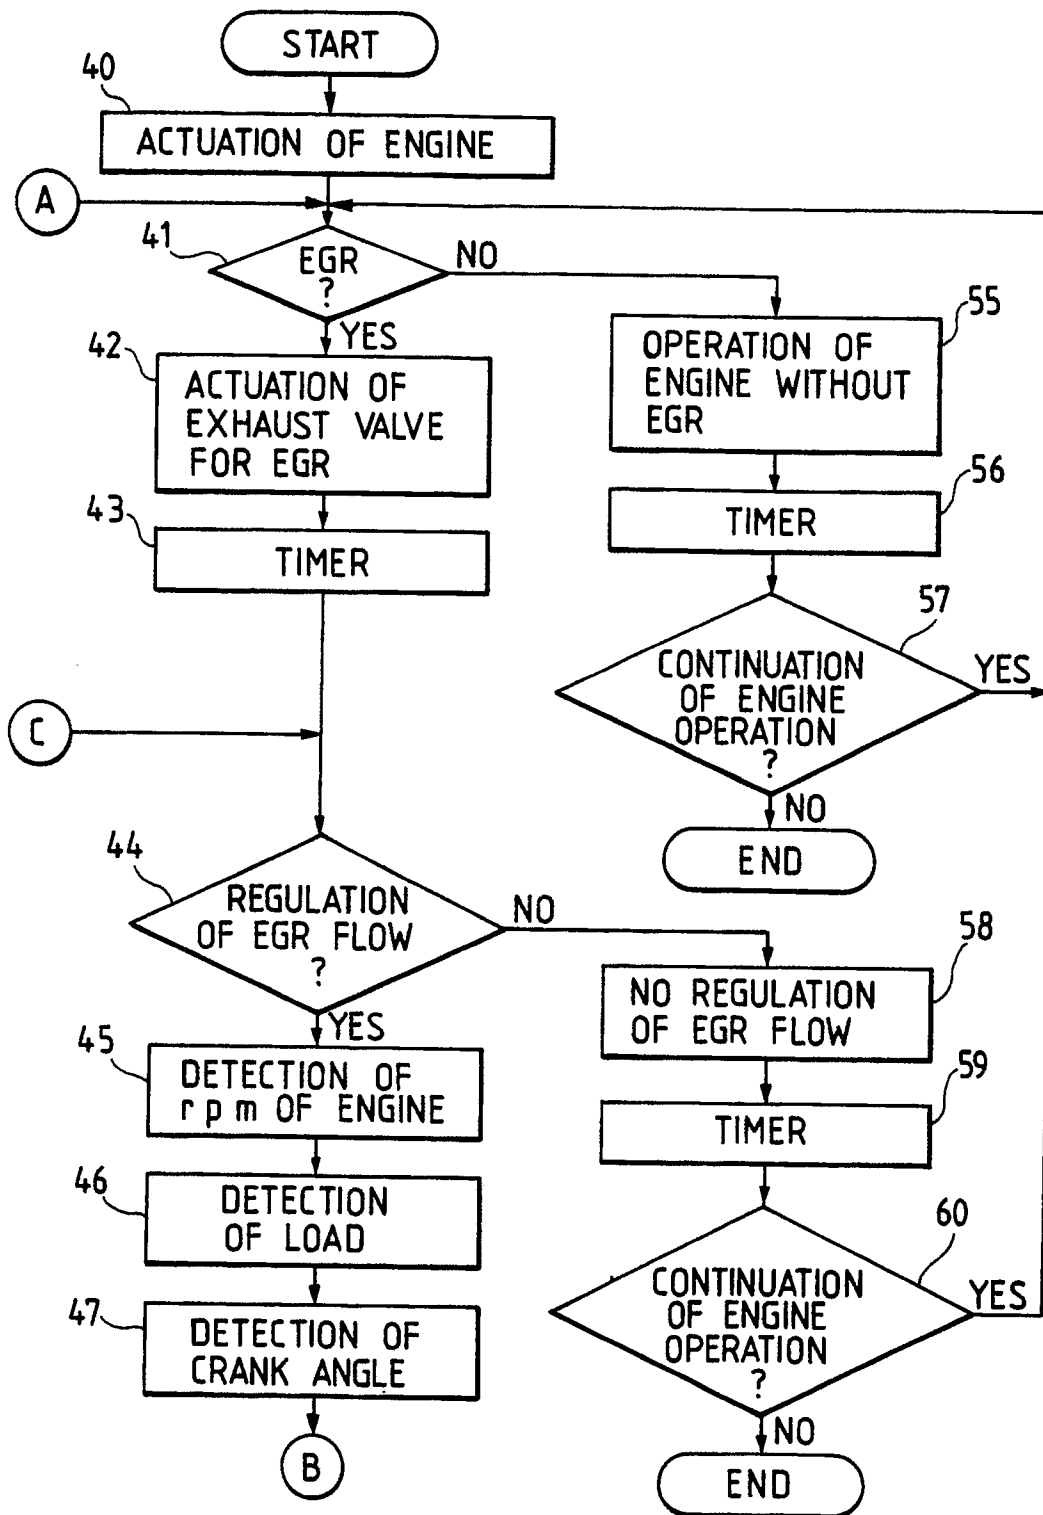 START
40
ACTUATION OF ENGINE
A
41
EGR
?
NO
YES
42
ACTUATION OF
EXHAUST VALVE
FOR EGR
43
TIMER
55
OPERATION OF
ENGINE WITHOUT
EGR
56
TIMER
57
CONTINUATION
OF ENGINE
OPERATION
?
YES
NO
END
C
44
REGULATION
OF EGR FLOW
?
NO
YES
45
DETECTION OF
rpm OF ENGINE
46
DETECTION
OF LOAD
47
DETECTION OF
CRANK ANGLE
B
58
NO REGULATION
OF EGR FLOW
59
TIMER
60
CONTINUATION
OF ENGINE
OPERATION
?
YES
NO
END